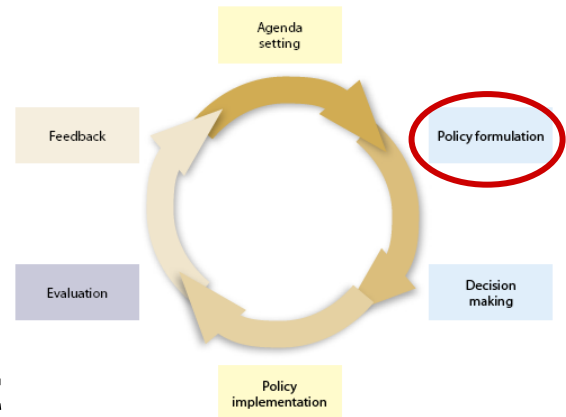 Agenda
setting
Policy formulation
Decision
making
Policy
implementation
Evaluation
Feedback